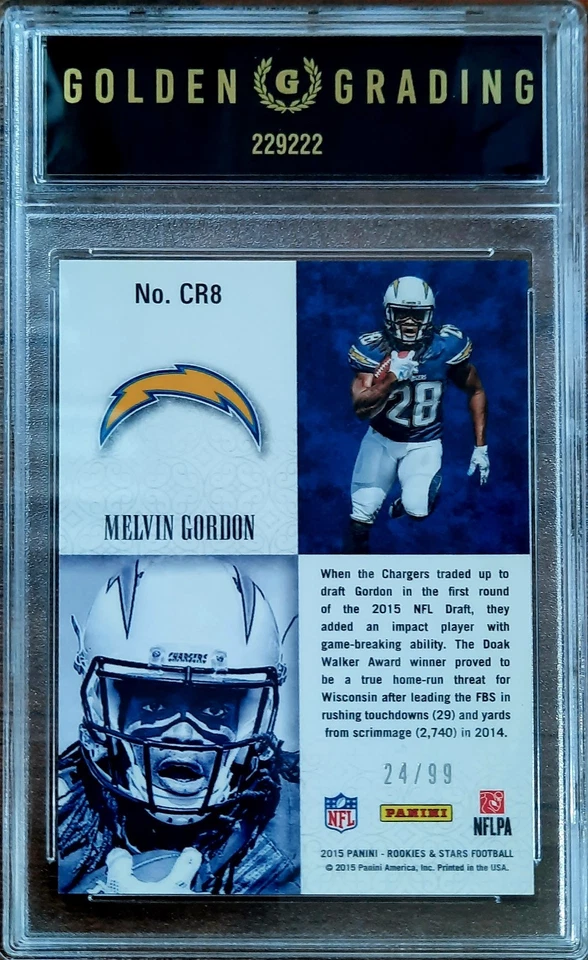 GOLDEN G GRADING
229222
No. CR8
MELVIN GORDON
28
28
CHARGERS
When the Chargers traded up to
draft Gordon in the first round
of the 2015 NFL Draft, they
added an impact player with
game-breaking ability. The Doak
Walker Award winner proved to
be a true home-run threat for
Wisconsin after leading the FBS in
rushing touchdowns (29) and yards
from scrimmage (2,740) in 2014.
24/99
NFL
PANINI
NFLPA
2015 PANINI - ROOKIES & STARS FOOTBALL
© 2015 Panini America, Inc. Printed in the USA.